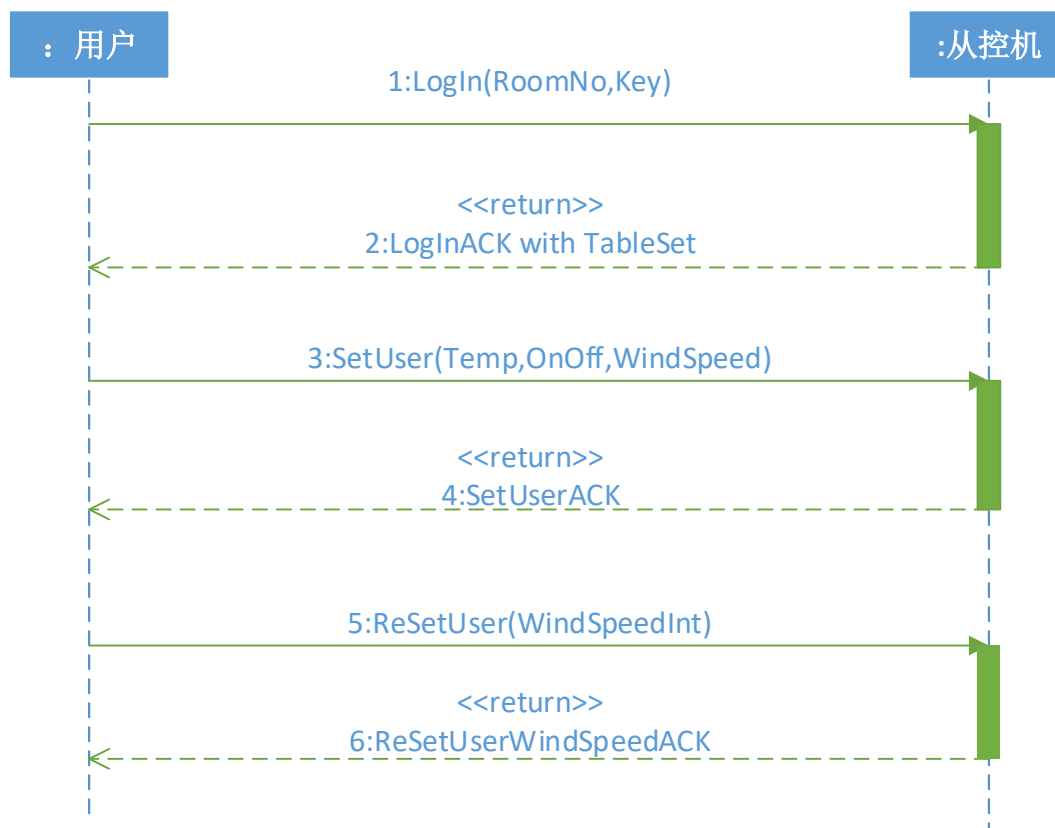 ：用户
:从控机
1:LogIn(RoomNo,Key)
<<return>>
2:LogInACK with TableSet
3:SetUser(Temp,OnOff,WindSpeed)
<<return>>
4:SetUserACK
5:ReSetUser(WindSpeedInt)
<<return>>
6:ReSetUserWindSpeedACK